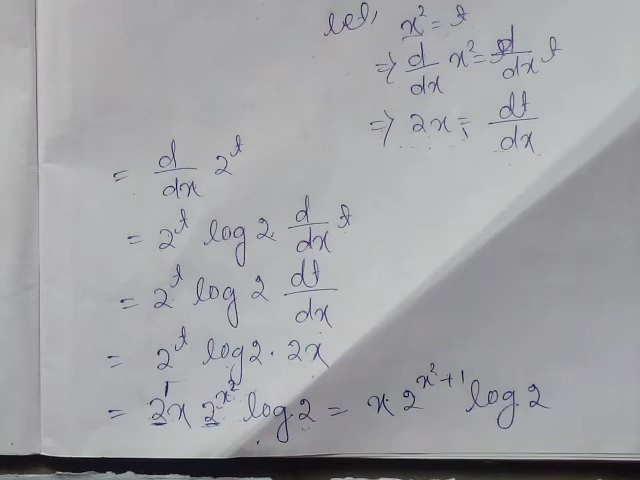 let, x² = t
⇒ d/dx x² = d/dx t
⇒ 2x = dt/dx
= d/dx 2^t
= 2^t log 2 d/dx t
= 2^t log 2 dt/dx
= 2^t log 2 · 2x
= 2¹x 2^(x²) log 2 = x · 2^(x²+1) log 2